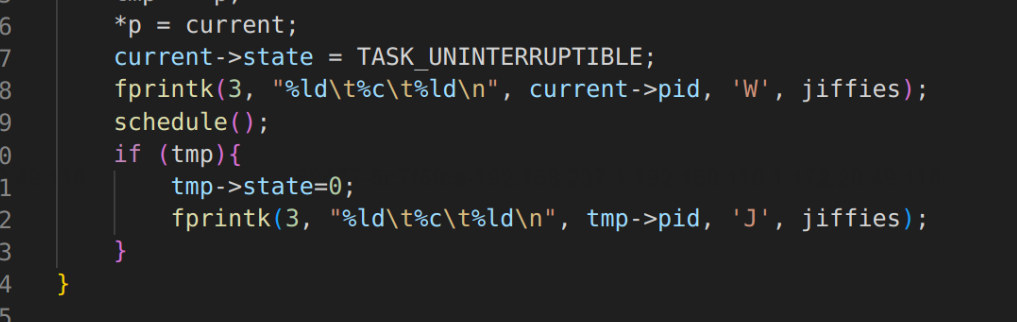 6 *p = current;
7 current->state = TASK_UNINTERRUPTIBLE;
8 fprintk(3, "%ld\t%c\t%ld\n", current->pid, 'W', jiffies);
9 schedule();
0 if (tmp){
1 tmp->state=0;
2 fprintk(3, "%ld\t%c\t%ld\n", tmp->pid, 'J', jiffies);
3 }
4 }
5